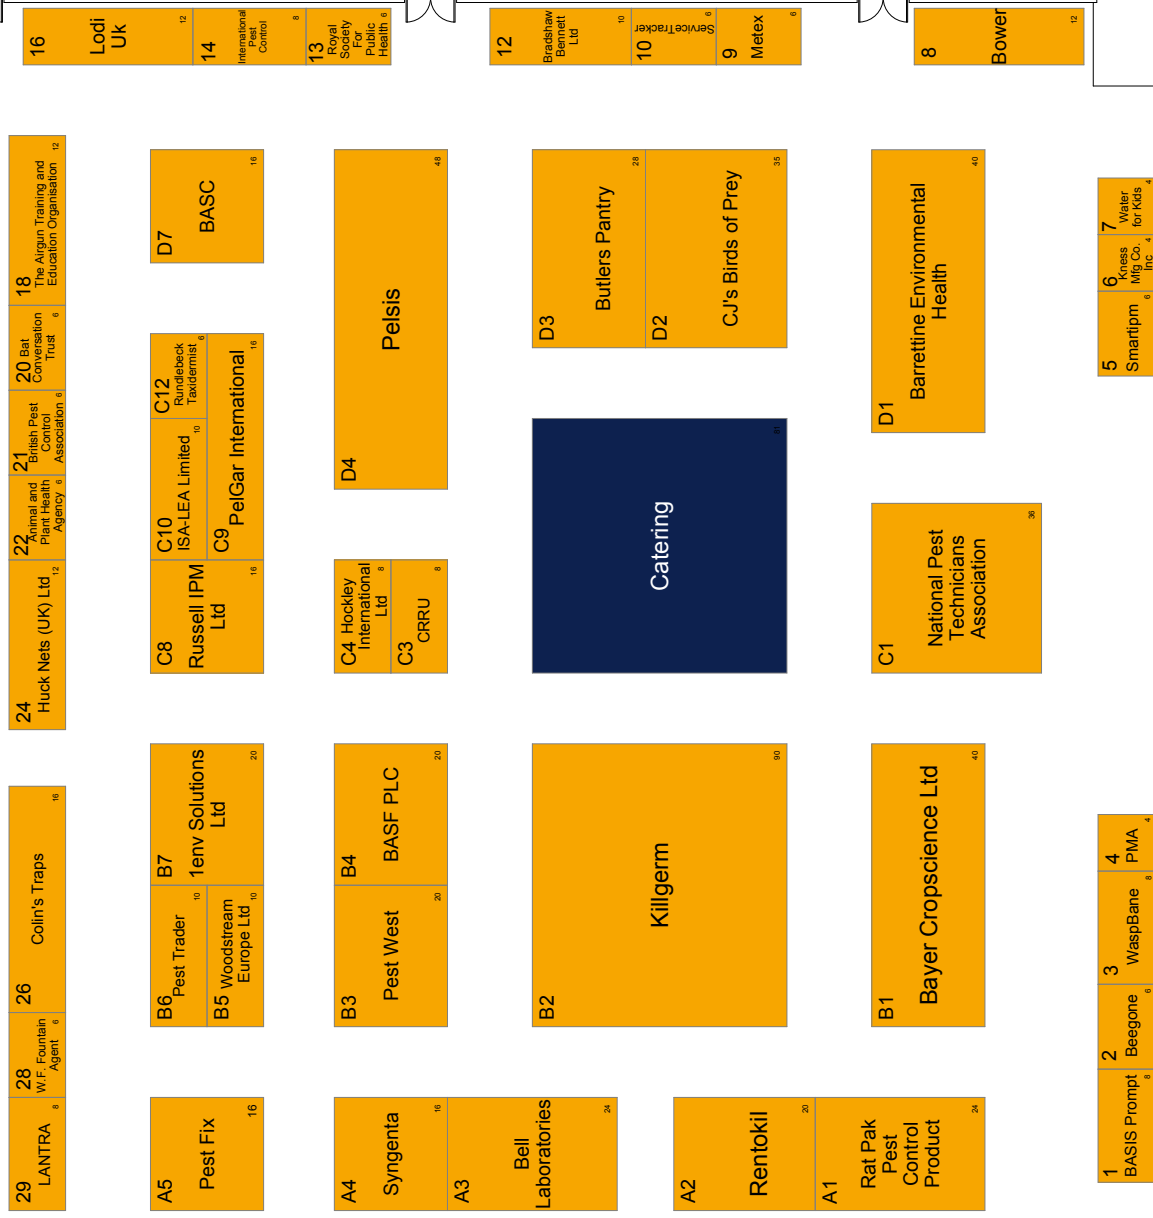 16
Lodi
Uk
12
14
International
Pest
Control
8
13
Royal
Society
For
Public
Health
6
12
Bradshaw
Bennett
Ltd
10
10
ServiceTracker
6
9
Metex
6
8
Bower
12
18
The Airgun Training and
Education Organisation
12
20
Bat
Conversation
Trust
6
21
British Pest
Control
Association
6
22
Animal and
Plant Health
Agency
6
24
Huck Nets (UK) Ltd
12
26
Colin's Traps
16
28
W.F. Fountain
Agent
6
29
LANTRA
8
D7
BASC
16
C12
Rundlebeck
Taxidermist
6
C10
ISA-LEA Limited
10
C9
PelGar International
16
C8
Russell IPM
Ltd
16
B7
1env Solutions
Ltd
20
B6
Pest Trader
10
B5
Woodstream
Europe Ltd
10
A5
Pest Fix
16
D4
Pelsis
48
C4
Hockley
International
Ltd
8
C3
CRRU
8
B4
BASF PLC
20
B3
Pest West
20
A4
Syngenta
16
A3
Bell
Laboratories
24
D3
Butlers Pantry
28
D2
CJ's Birds of Prey
35
Catering
81
B2
Killgerm
90
A2
Rentokil
20
A1
Rat Pak
Pest
Control
Product
24
D1
Barrettine Environmental
Health
40
C1
National Pest
Technicians
Association
36
B1
Bayer Cropscience Ltd
40
7
Water
for Kids
4
6
Kness
Mfg Co.
Inc
4
5
Smartipm
6
4
PMA
4
3
WaspBane
8
2
Beegone
6
1
BASIS Prompt
8